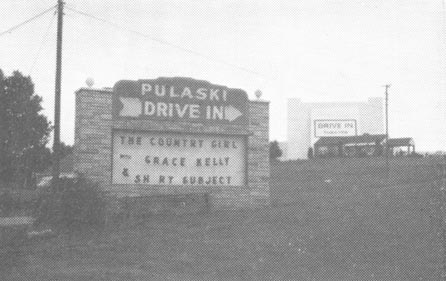 PULASKI
DRIVE IN
THE COUNTRY GIRL
GRACE KELLY
& SH RT SUBJECT
DRIVE IN